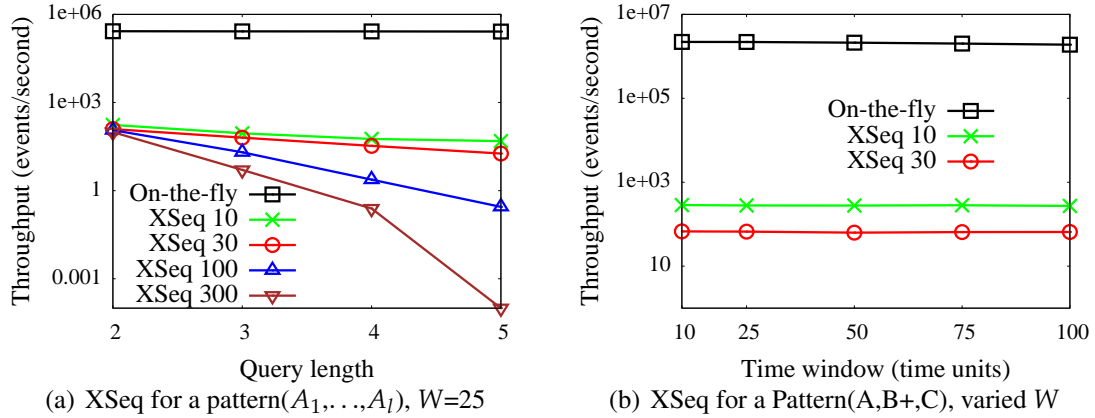 1e+06
1e+03
1
0.001
Throughput (events/second)
On-the-fly
XSeq 10
XSeq 30
XSeq 100
XSeq 300
2 3 4 5
Query length
(a) XSeq for a pattern(A1,...,Al), W=25
1e+07
1e+05
1e+03
10
Throughput (events/second)
On-the-fly
XSeq 10
XSeq 30
10 25 50 75 100
Time window (time units)
(b) XSeq for a Pattern(A,B+,C), varied W